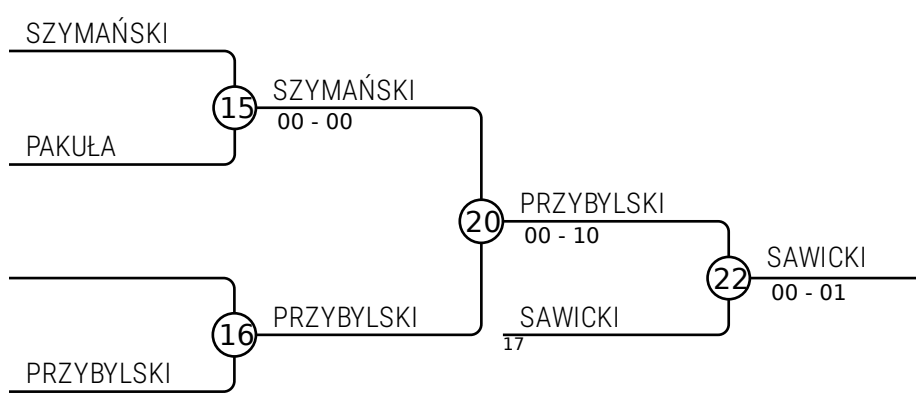 SZYMAŃSKI
15
SZYMAŃSKI
00 - 00
PAKUŁA
20
PRZYBYLSKI
00 - 10
22
SAWICKI
00 - 01
16
PRZYBYLSKI
SAWICKI
17
PRZYBYLSKI